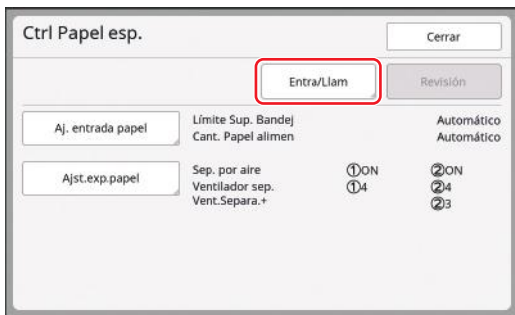 Ctrl Papel esp.
Cerrar
Entra/Llam
Revisión
Aj. entrada papel
Límite Sup. Bandej Automático
Cant. Papel alimen Automático
Ajst.exp.papel
Sep. por aire ①ON ②ON
Ventilador sep. ①4 ②4
Vent.Separa.+ ②3